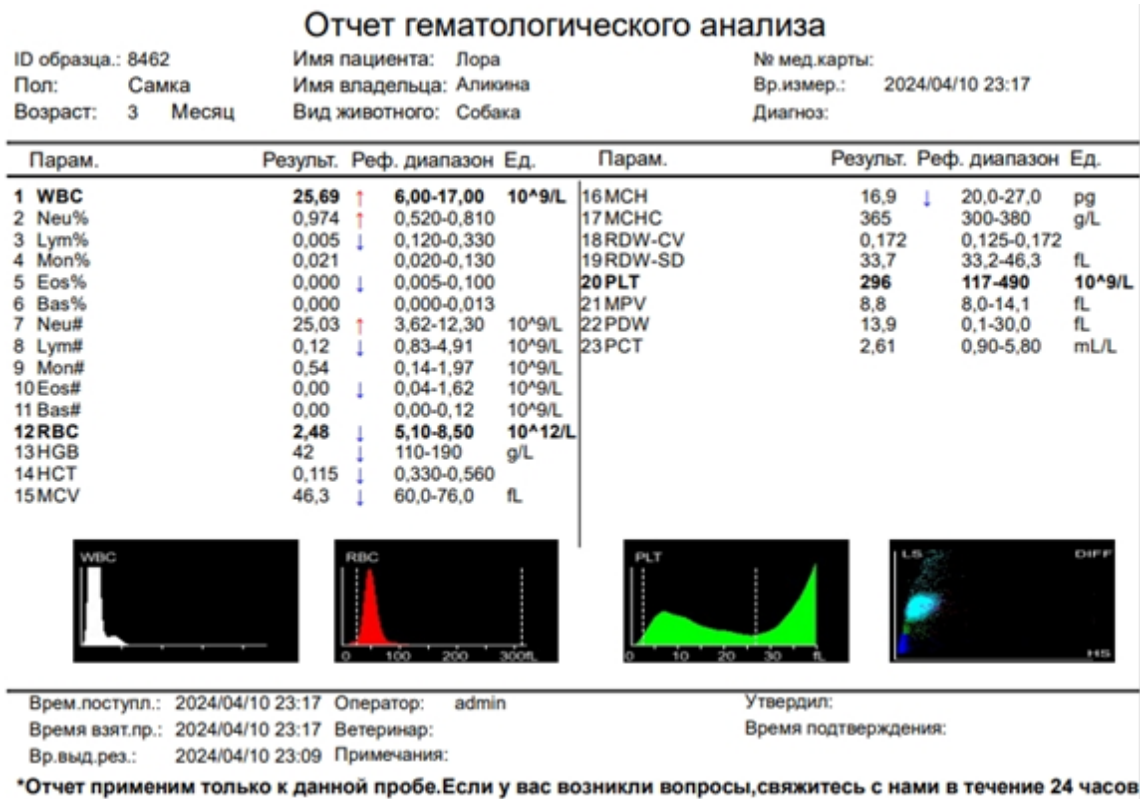 Отчет гематологического анализа
ID образца.: 8462 Имя пациента: Лора № мед.карты:
Пол: Самка Имя владельца: Аликина Вр.измер.: 2024/04/10 23:17
Возраст: 3 Месяц Вид животного: Собака Диагноз:
Парам. Результ. Реф. диапазон Ед. Парам. Результ. Реф. диапазон Ед.
1 WBC 25,69 ↑ 6,00-17,00 10^9/L 16 MCH 16,9 ↓ 20,0-27,0 pg
2 Neu% 0,974 ↑ 0,520-0,810 17 MCHC 365 300-380 g/L
3 Lym% 0,005 ↓ 0,120-0,330 18 RDW-CV 0,172 0,125-0,172
4 Mon% 0,021 0,020-0,130 19 RDW-SD 33,7 33,2-46,3 fL
5 Eos% 0,000 ↓ 0,005-0,100 20 PLT 296 117-490 10^9/L
6 Bas% 0,000 0,000-0,013 21 MPV 8,8 8,0-14,1 fL
7 Neu# 25,03 ↑ 3,62-12,30 10^9/L 22 PDW 13,9 0,1-30,0 fL
8 Lym# 0,12 ↓ 0,83-4,91 10^9/L 23 PCT 2,61 0,90-5,80 mL/L
9 Mon# 0,54 0,14-1,97 10^9/L
10 Eos# 0,00 ↓ 0,04-1,62 10^9/L
11 Bas# 0,00 0,00-0,12 10^9/L
12 RBC 2,48 ↓ 5,10-8,50 10^12/L
13 HGB 42 ↓ 110-190 g/L
14 HCT 0,115 ↓ 0,330-0,560
15 MCV 46,3 ↓ 60,0-76,0 fL
WBC RBC PLT LS DIFF
0 100 200 300fL 0 10 20 30 fL HS
Врем.поступл.: 2024/04/10 23:17 Оператор: admin Утвердил:
Время взят.пр.: 2024/04/10 23:17 Ветеринар: Время подтверждения:
Вр.выд.рез.: 2024/04/10 23:09 Примечания:
*Отчет применим только к данной пробе.Если у вас возникли вопросы,свяжитесь с нами в течение 24 часов